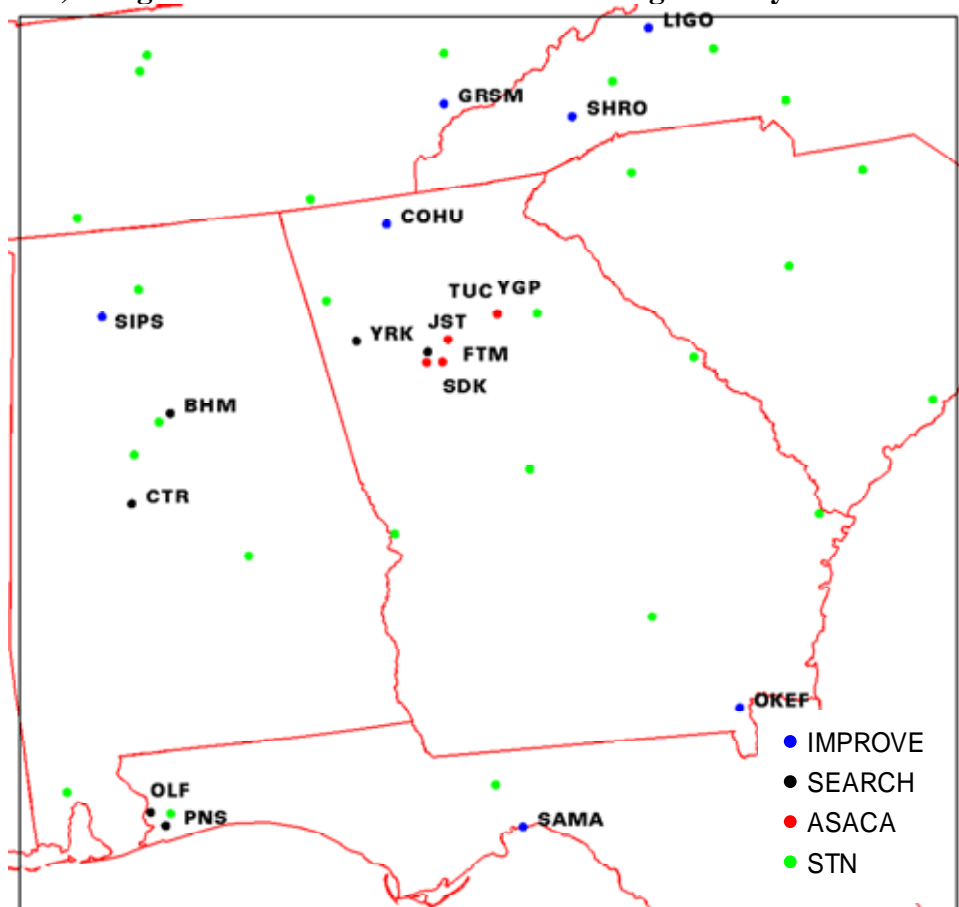 LIGO
GRSM
SHRO
COHU
TUC YGP
SIPS
JST
YRK
FTM
SDK
BHM
CTR
OKEF
IMPROVE
SEARCH
OLF
PNS
SAMA
ASACA
STN